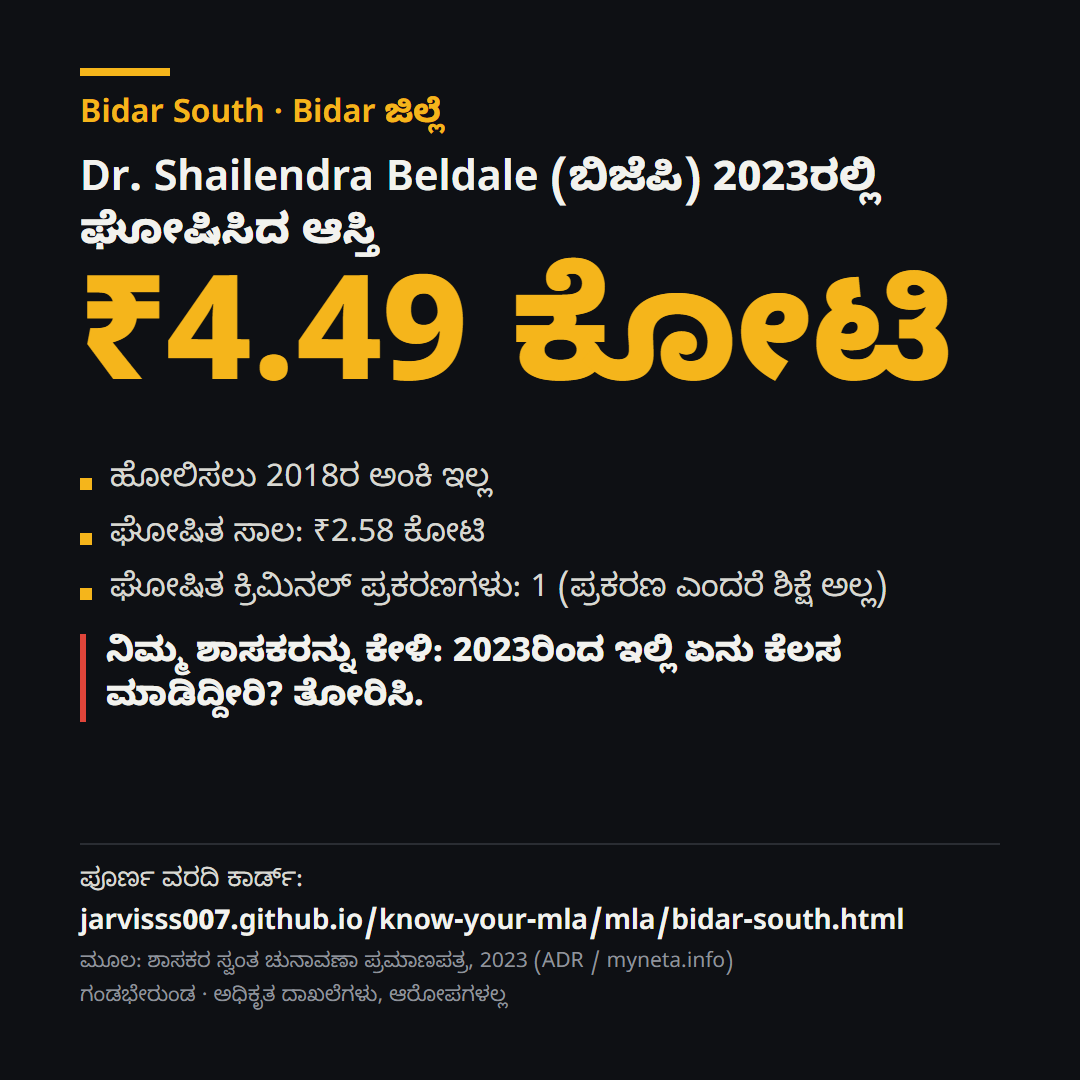 Bidar South · Bidar ಜಿಲ್ಲೆ
Dr. Shailendra Beldale (ಬಿಜೆಪಿ) 2023ರಲ್ಲಿ
ಘೋಷಿಸಿದ ಆಸ್ತಿ
₹4.49 ಕೋಟಿ
ಹೋಲಿಸಲು 2018ರ ಅಂಕಿ ಇಲ್ಲ
ಘೋಷಿತ ಸಾಲ: ₹2.58 ಕೋಟಿ
ಘೋಷಿತ ಕ್ರಿಮಿನಲ್ ಪ್ರಕರಣಗಳು: 1 (ಪ್ರಕರಣ ಎಂದರೆ ಶಿಕ್ಷೆ ಅಲ್ಲ)
ನಿಮ್ಮ ಶಾಸಕರನ್ನು ಕೇಳಿ: 2023ರಿಂದ ಇಲ್ಲಿ ಏನು ಕೆಲಸ
ಮಾಡಿದ್ದೀರಿ? ತೋರಿಸಿ.
ಪೂರ್ಣ ವರದಿ ಕಾರ್ಡ್:
jarvisss007.github.io/know-your-mla/mla/bidar-south.html
ಮೂಲ: ಶಾಸಕರ ಸ್ವಂತ ಚುನಾವಣಾ ಪ್ರಮಾಣಪತ್ರ, 2023 (ADR / myneta.info)
ಗಂಡಭೇರುಂಡ · ಅಧಿಕೃತ ದಾಖಲೆಗಳು, ಆರೋಪಗಳಲ್ಲ